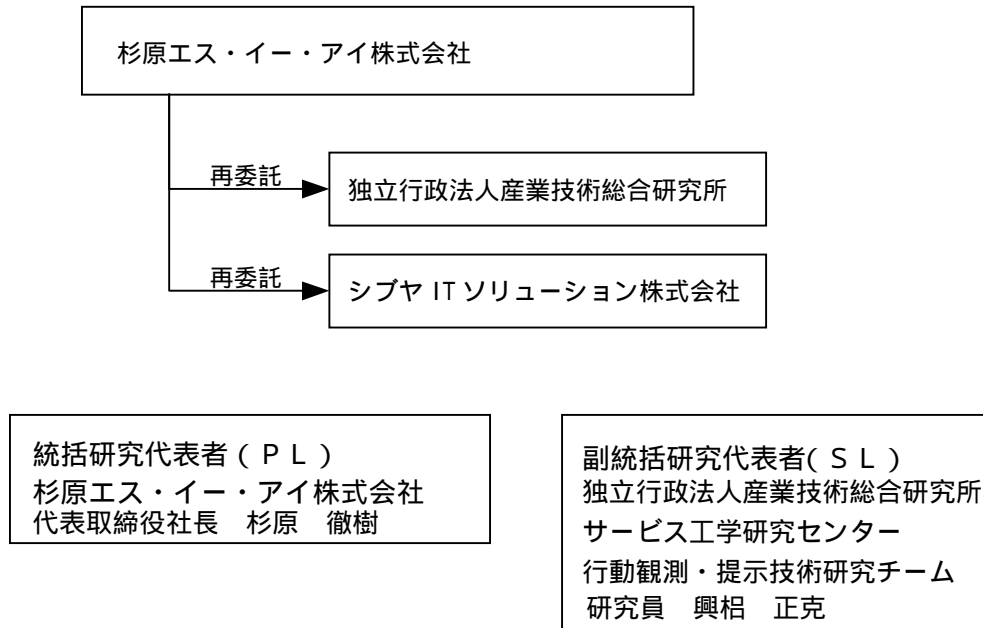 杉原エス・イー・アイ株式会社
再委託
独立行政法人産業技術総合研究所
再委託
シブヤ IT ソリューション株式会社
統括研究代表者(PL)
杉原エス・イー・アイ株式会社
代表取締役社長 杉原 徹樹
副統括研究代表者(SL)
独立行政法人産業技術総合研究所
サービス工学研究センター
行動観測・提示技術研究チーム
研究員 興梠 正克